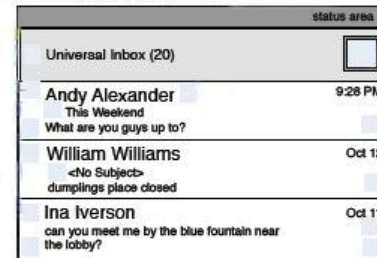 status area
Universal Inbox (20)
Andy Alexander 9:28 PM
This Weekend
What are you guys up to?
William Williams Oct 12
<No Subject>
dumplings place closed
Ina Iverson Oct 11
can you meet me by the blue fountain near
the lobby?